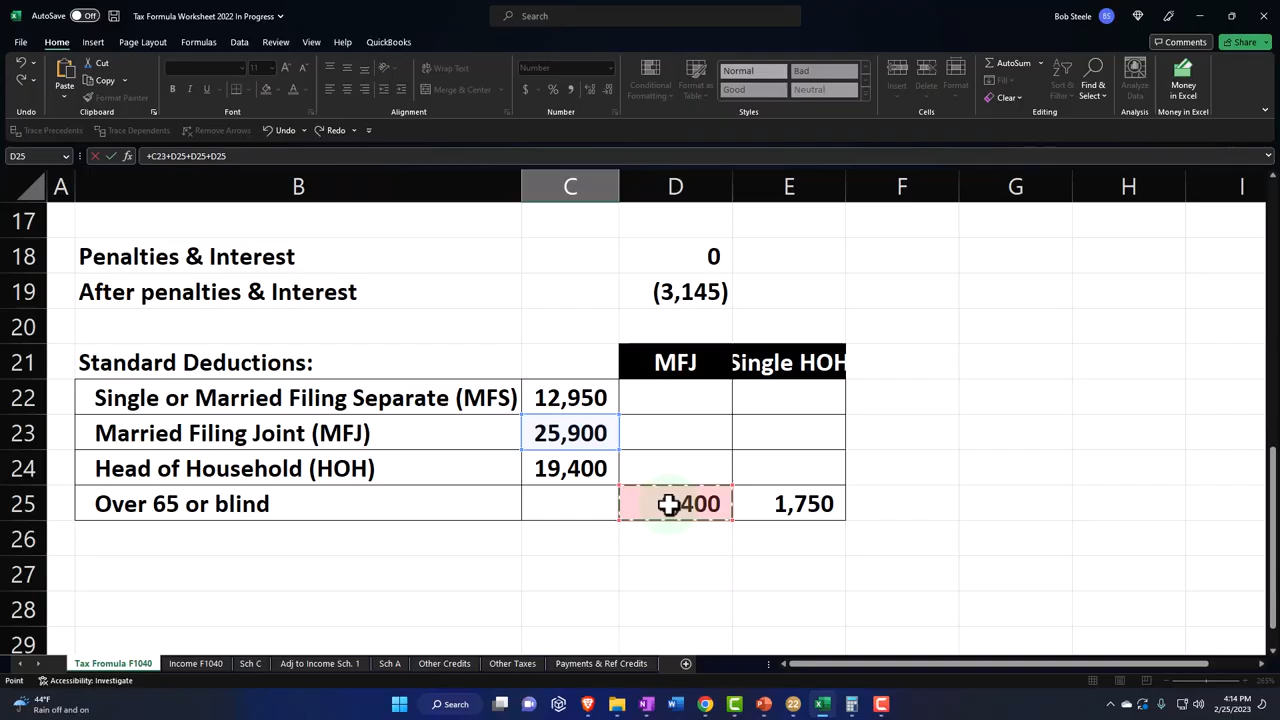 AutoSave Off Tax Formula Worksheet 2022 In Progress Search Bob Steele BS
File Home Insert Page Layout Formulas Data Review View Help QuickBooks Comments Share
Undo
Paste
Cut
Copy
Format Painter
Clipboard
11
B I U
Font
Wrap Text
Merge & Center
Alignment
Number
$ %
Number
Conditional Formatting
Format as Table
Normal Bad
Good Neutral
Styles
Insert Delete Format
Cells
AutoSum
Fill
Clear
Sort & Filter
Find & Select
Editing
Analyze Data
Analysis
Money in Excel
Money in Excel
Trace Precedents Trace Dependents Remove Arrows Undo Redo
D25 fx +C23+D25+D25+D25
A B C D E F G H I
17
18 Penalties & Interest 0
19 After penalties & Interest (3,145)
20
21 Standard Deductions: MFJ Single HOH
22 Single or Married Filing Separate (MFS) 12,950
23 Married Filing Joint (MFJ) 25,900
24 Head of Household (HOH) 19,400
25 Over 65 or blind 400 1,750
26
27
28
29
Tax Fromula F1040 Income F1040 Sch C Adj to Income Sch. 1 Sch A Other Credits Other Taxes Payments & Ref Credits
Point Accessibility: Investigate 265%
44°F
Rain off and on
Search
22
4:14 PM
2/25/2023